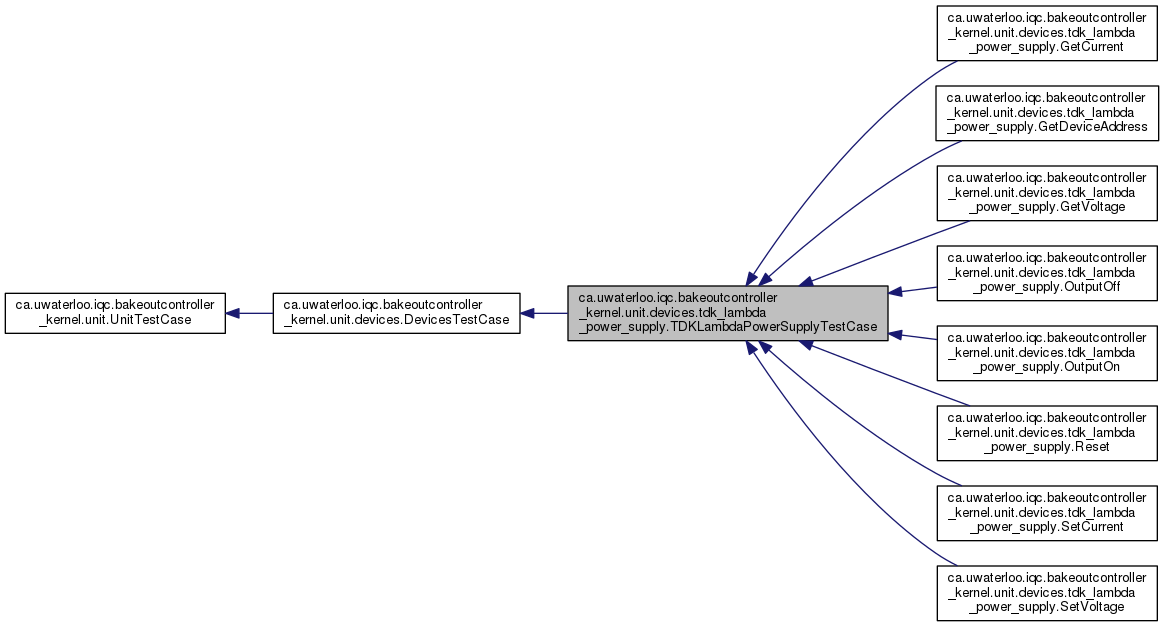 ca.uwaterloo.iqc.bakeoutcontroller
_kernel.unit.UnitTestCase
ca.uwaterloo.iqc.bakeoutcontroller
_kernel.unit.devices.DevicesTestCase
ca.uwaterloo.iqc.bakeoutcontroller
_kernel.unit.devices.tdk_lambda
_power_supply.TDKLambdaPowerSupplyTestCase
ca.uwaterloo.iqc.bakeoutcontroller
_kernel.unit.devices.tdk_lambda
_power_supply.GetCurrent
ca.uwaterloo.iqc.bakeoutcontroller
_kernel.unit.devices.tdk_lambda
_power_supply.GetDeviceAddress
ca.uwaterloo.iqc.bakeoutcontroller
_kernel.unit.devices.tdk_lambda
_power_supply.GetVoltage
ca.uwaterloo.iqc.bakeoutcontroller
_kernel.unit.devices.tdk_lambda
_power_supply.OutputOff
ca.uwaterloo.iqc.bakeoutcontroller
_kernel.unit.devices.tdk_lambda
_power_supply.OutputOn
ca.uwaterloo.iqc.bakeoutcontroller
_kernel.unit.devices.tdk_lambda
_power_supply.Reset
ca.uwaterloo.iqc.bakeoutcontroller
_kernel.unit.devices.tdk_lambda
_power_supply.SetCurrent
ca.uwaterloo.iqc.bakeoutcontroller
_kernel.unit.devices.tdk_lambda
_power_supply.SetVoltage